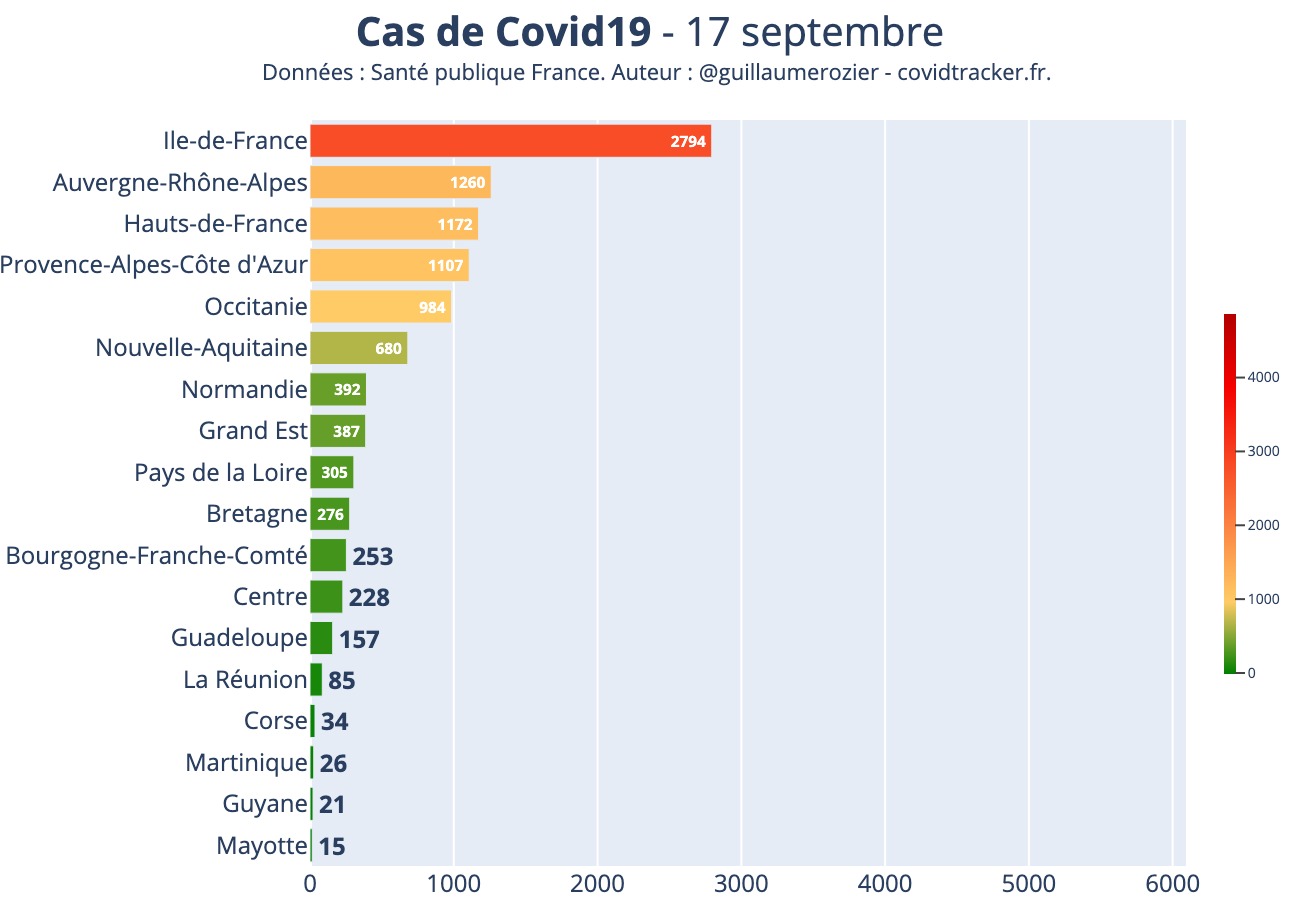 Cas de Covid19 - 17 septembre
Données : Santé publique France. Auteur : @guillaumerozier - covidtracker.fr.
Ile-de-France 2794
Auvergne-Rhône-Alpes 1260
Hauts-de-France 1172
Provence-Alpes-Côte d'Azur 1107
Occitanie 984
Nouvelle-Aquitaine 680
Normandie 392
Grand Est 387
Pays de la Loire 305
Bretagne 276
Bourgogne-Franche-Comté 253
Centre 228
Guadeloupe 157
La Réunion 85
Corse 34
Martinique 26
Guyane 21
Mayotte 15
0 1000 2000 3000 4000 5000 6000
4000
3000
2000
1000
0